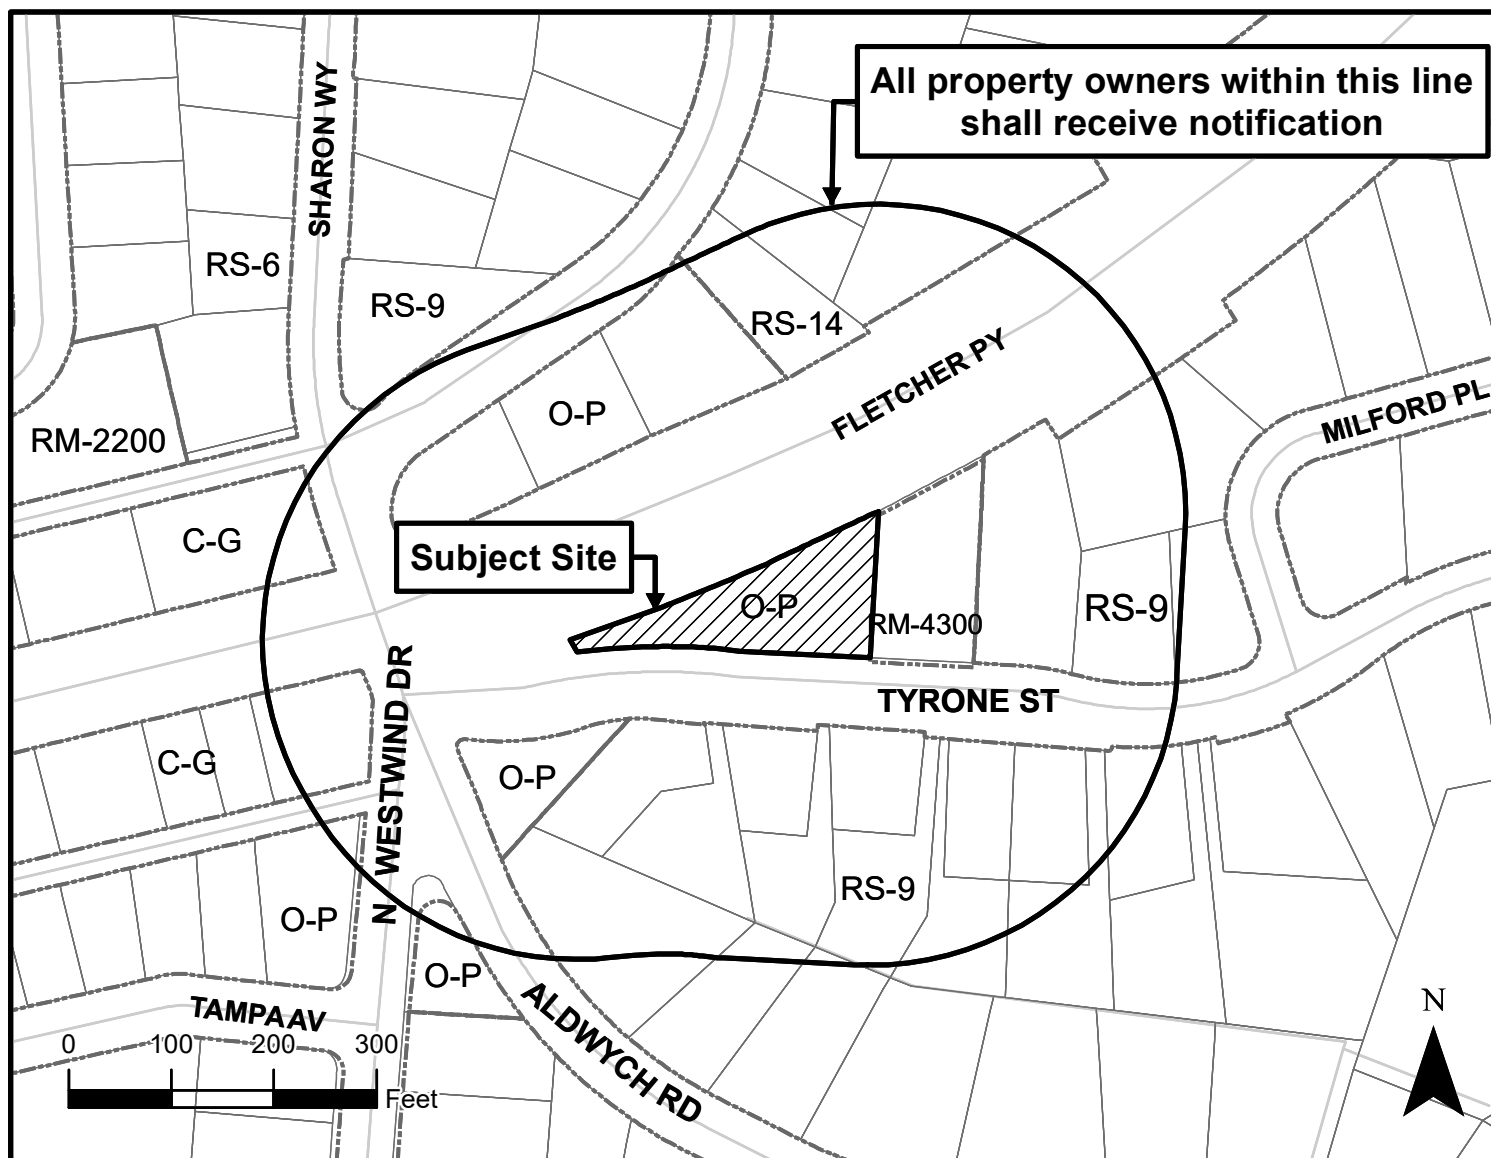 All property owners within this line
shall receive notification
SHARON WY
RS-6
RS-9
RS-14
FLETCHER PY
MILFORD PL
O-P
RM-2200
C-G
Subject Site
O-P
RM-4300
RS-9
N WESTWIND DR
TYRONE ST
C-G
O-P
RS-9
O-P
O-P
TAMPA AV
ALDWYCH RD
N
0 100 200 300
Feet